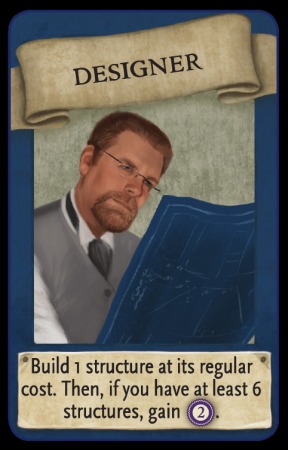 DESIGNER
Build 1 structure at its regular
cost. Then, if you have at least 6
structures, gain 2.